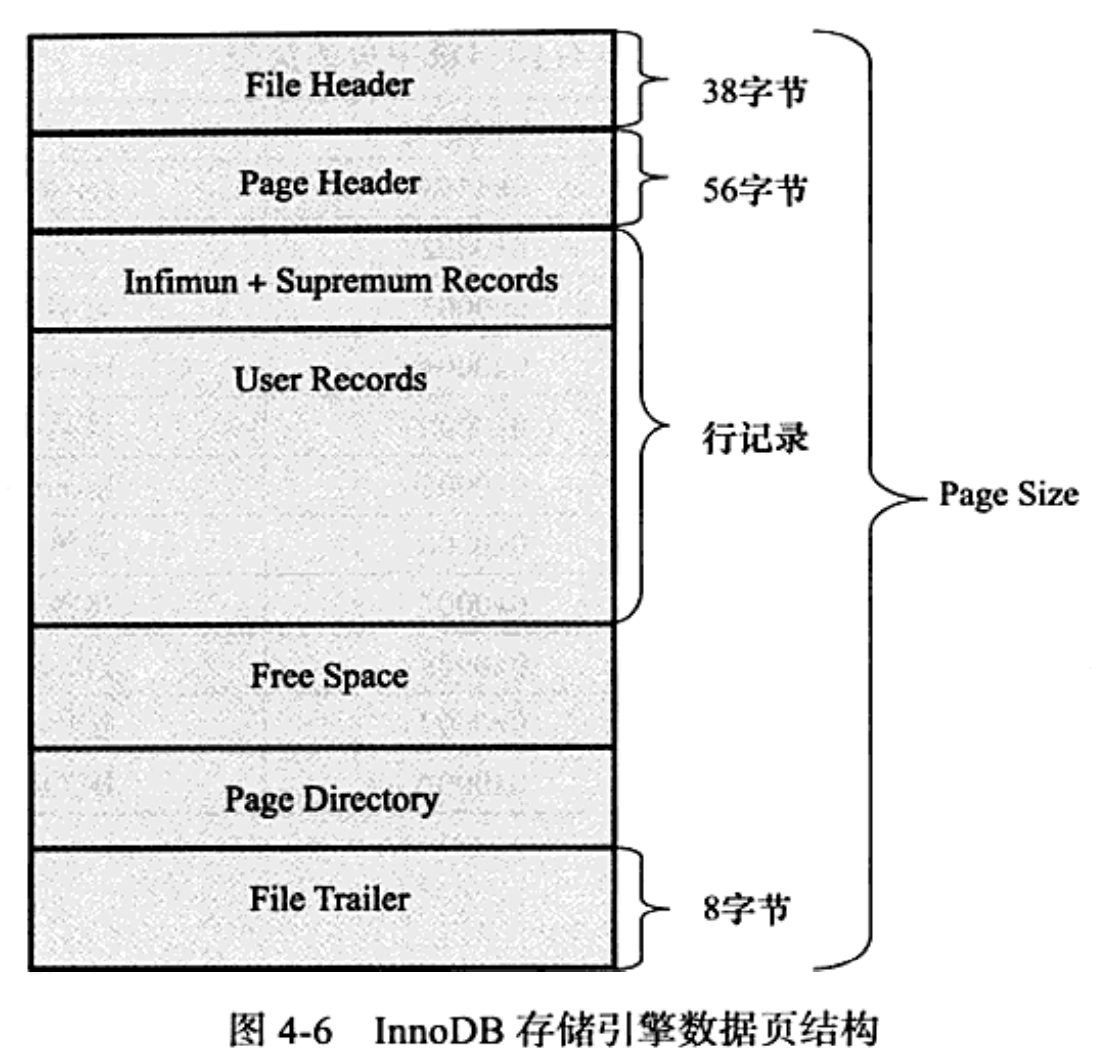 File Header
38字节
Page Header
56字节
Infimun + Supremum Records
User Records
行记录
Page Size
Free Space
Page Directory
File Trailer
8字节
图 4-6 InnoDB 存储引擎数据页结构